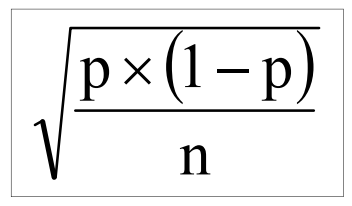 √
p × (1 − p)
n